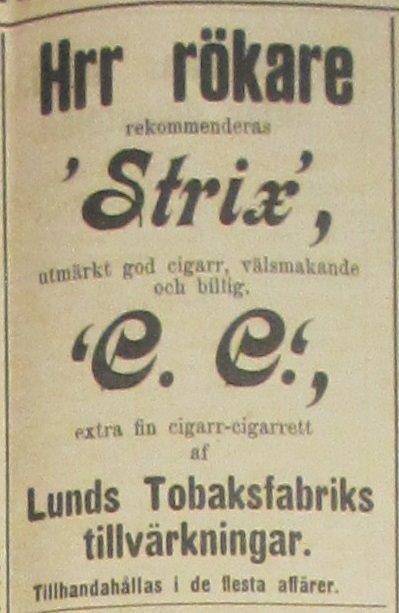 Hrr rökare
rekommenderas
'Strix',
utmärkt god cigarr, välsmakande
och billig.
‘C. C.‘,
extra fin cigarr-cigarrett
af
Lunds Tobaksfabriks
tillvärkningar.
Tillhandahållas i de flesta affärer.